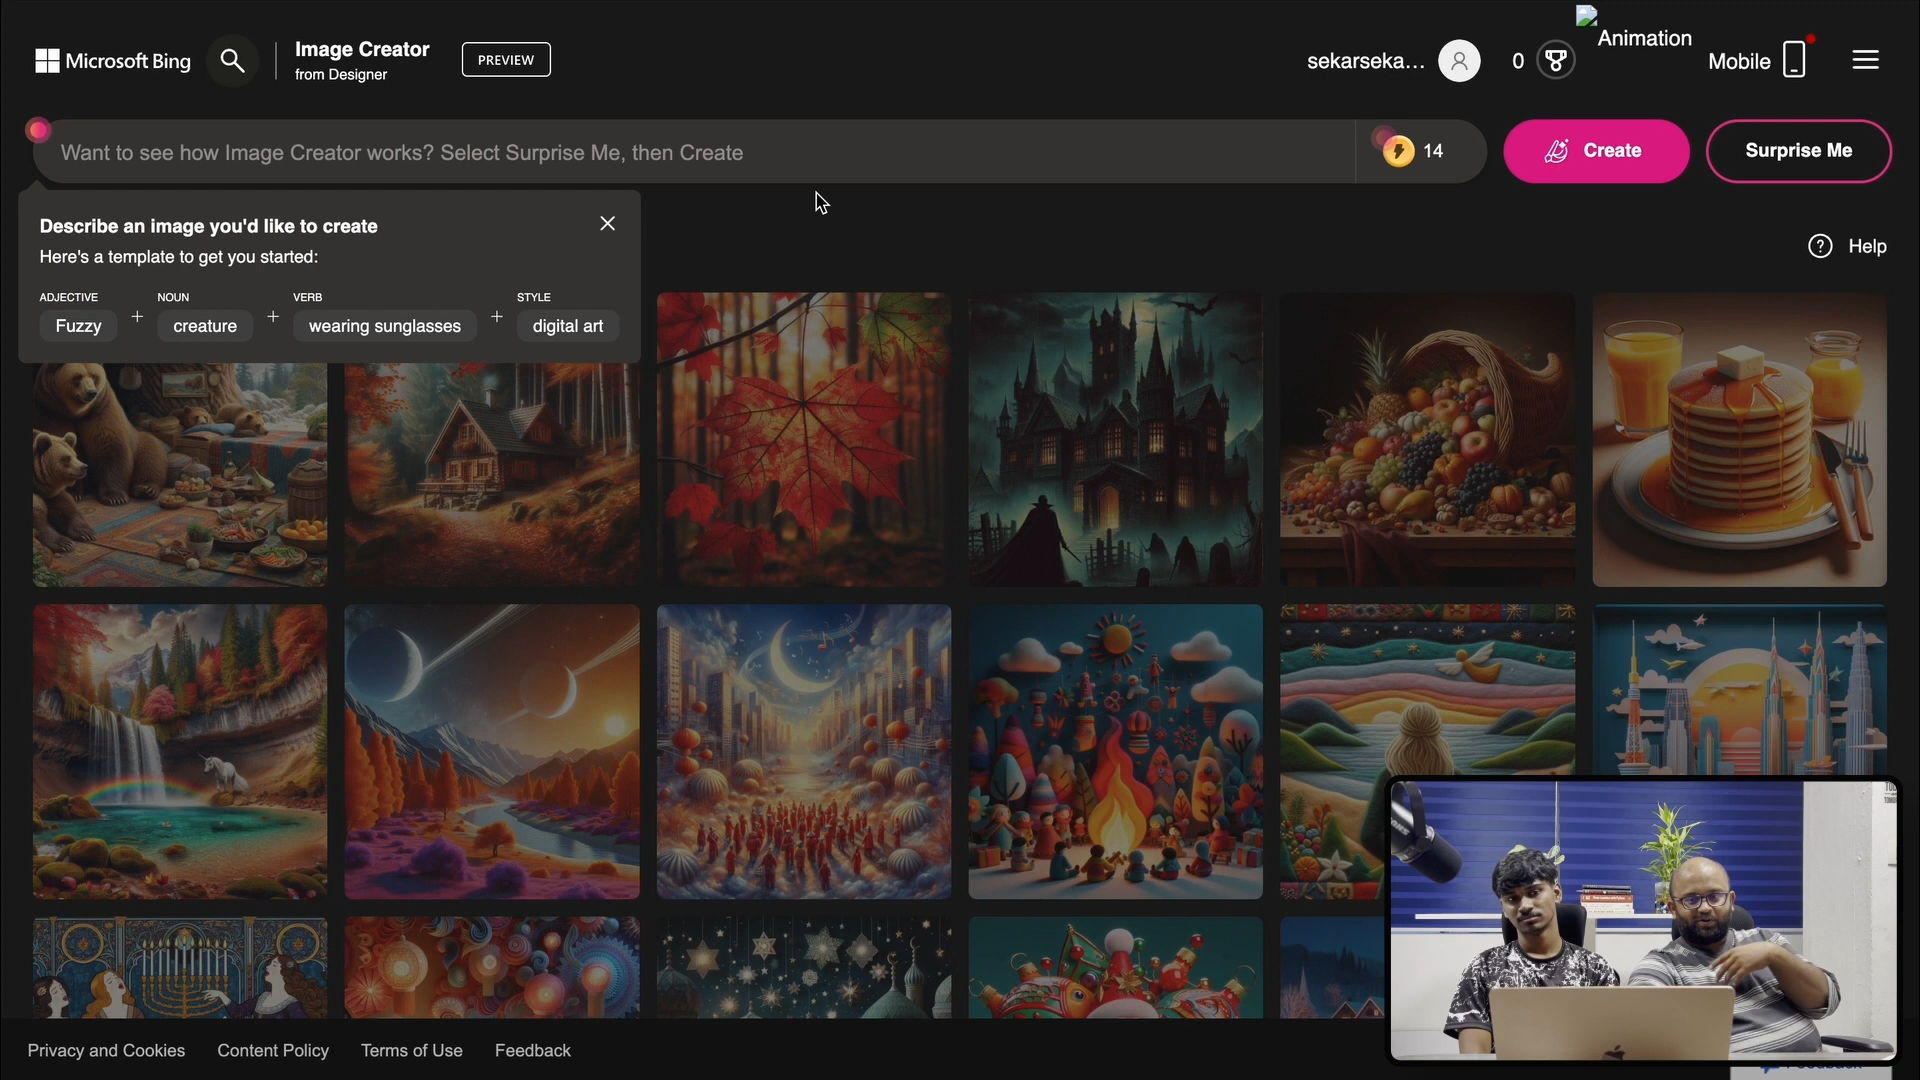 Microsoft Bing
Image Creator
from Designer
PREVIEW
sekarseka...
0
Animation
Mobile
Want to see how Image Creator works? Select Surprise Me, then Create
14
Create
Surprise Me
Describe an image you'd like to create
Here's a template to get you started:
ADJECTIVE + NOUN + VERB + STYLE
Fuzzy creature wearing sunglasses digital art
Help
Privacy and Cookies
Content Policy
Terms of Use
Feedback